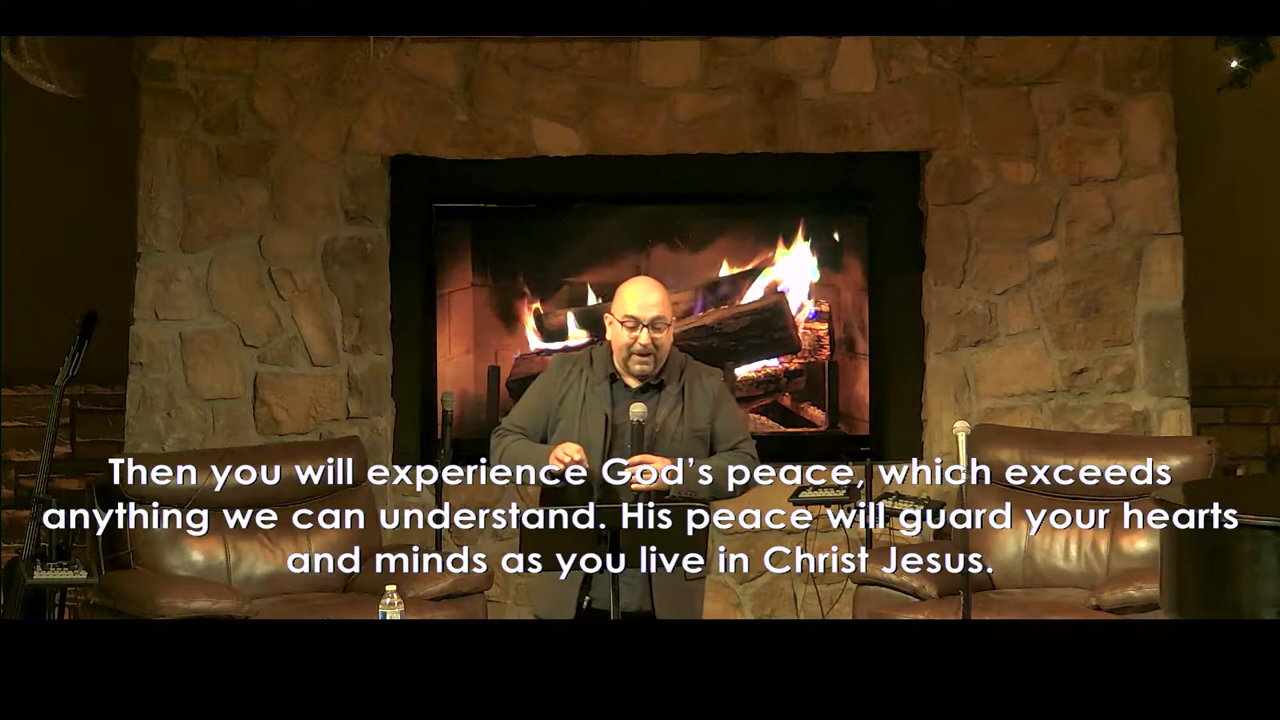 Then you will experience God’s peace, which exceeds
anything we can understand. His peace will guard your hearts
and minds as you live in Christ Jesus.